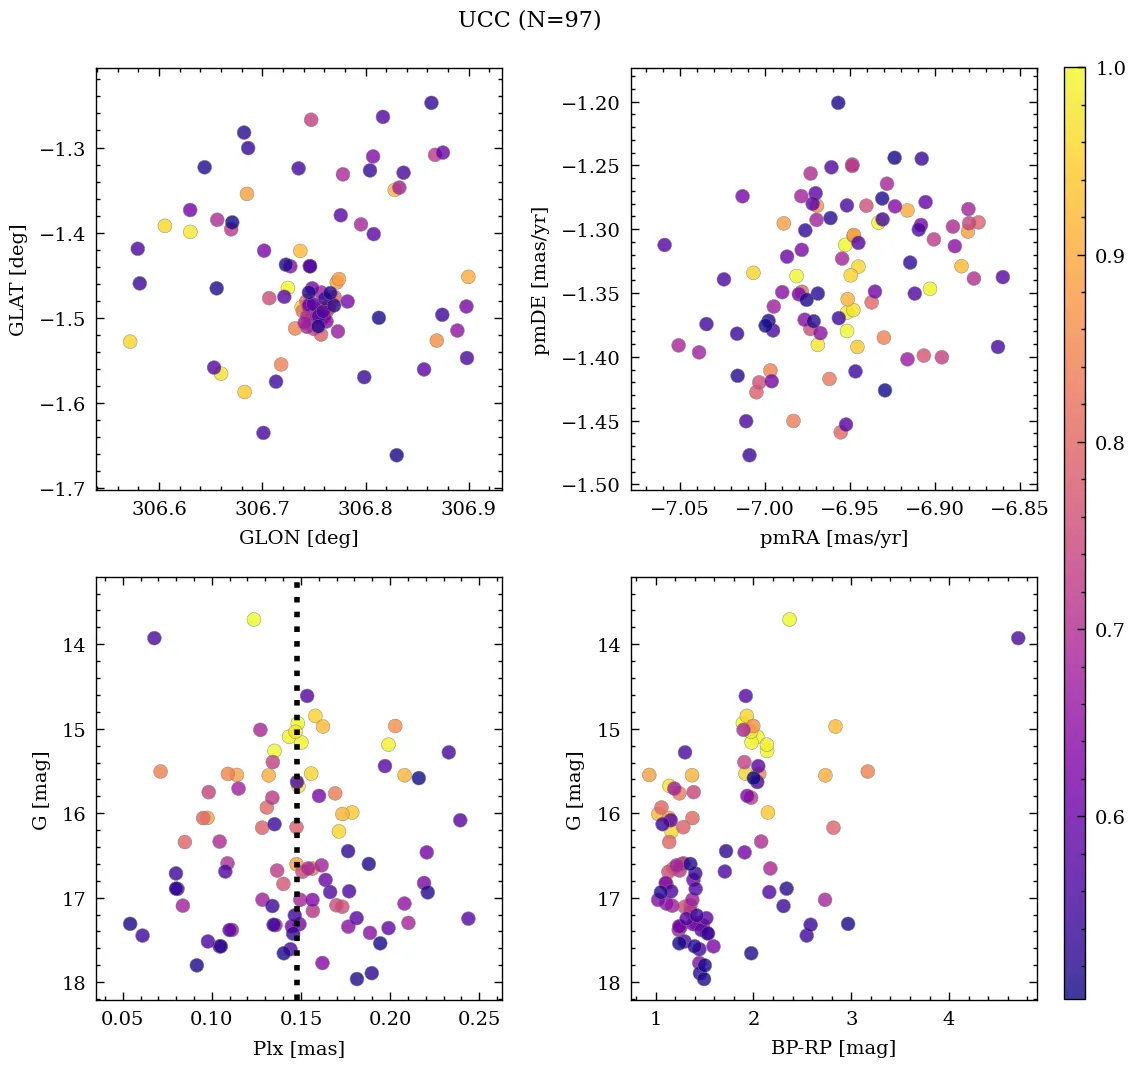 UCC (N=97)
−1.3
−1.4
−1.5
−1.6
−1.7
GLAT [deg]
306.6 306.7 306.8 306.9
GLON [deg]
−1.20
−1.25
−1.30
−1.35
−1.40
−1.45
−1.50
pmDE [mas/yr]
−7.05 −7.00 −6.95 −6.90 −6.85
pmRA [mas/yr]
1.0
0.9
0.8
0.7
0.6
14
15
16
17
18
G [mag]
0.05 0.10 0.15 0.20 0.25
Plx [mas]
14
15
16
17
18
G [mag]
1 2 3 4
BP-RP [mag]